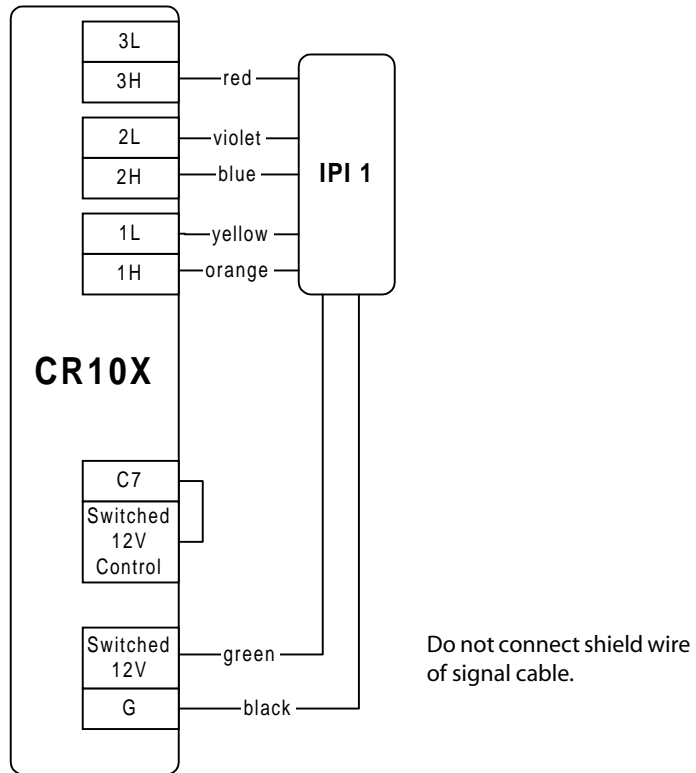 3L
3H
red
2L
violet
IPI 1
2H
blue
1L
yellow
1H
orange
CR10X
C7
Switched
12V
Control
Switched
12V
green
G
black
Do not connect shield wire
of signal cable.